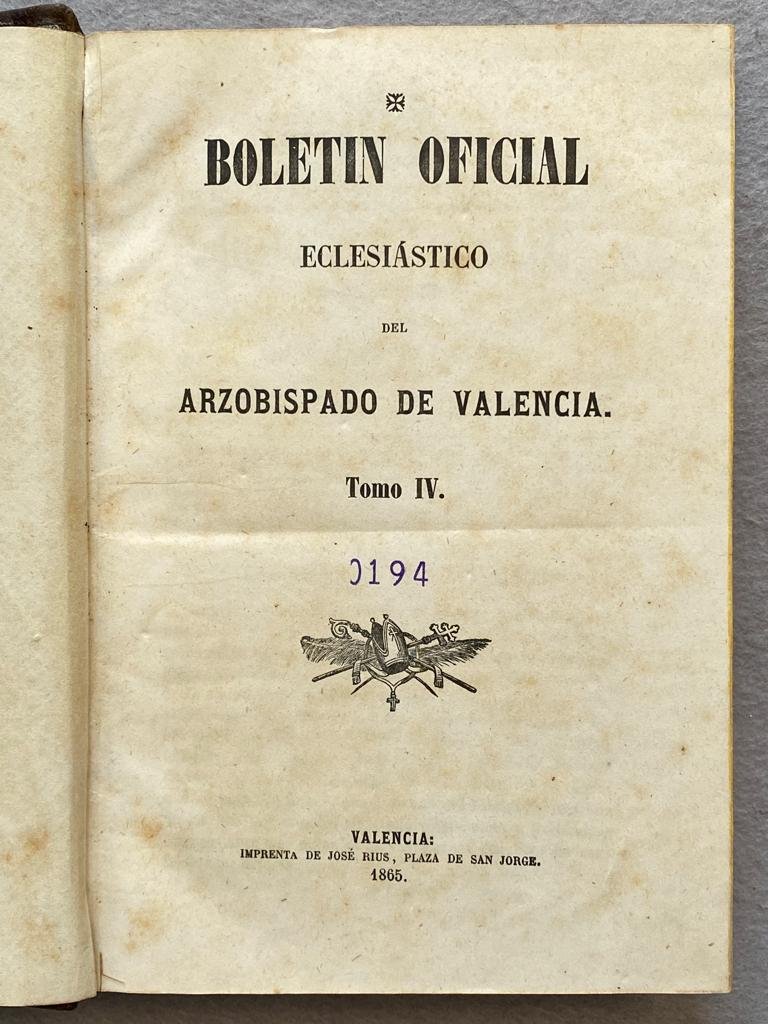 BOLETIN OFICIAL
ECLESIÁSTICO
DEL
ARZOBISPADO DE VALENCIA.
Tomo IV.
0194
VALENCIA:
IMPRENTA DE JOSÉ RIUS, PLAZA DE SAN JORGE.
1865.